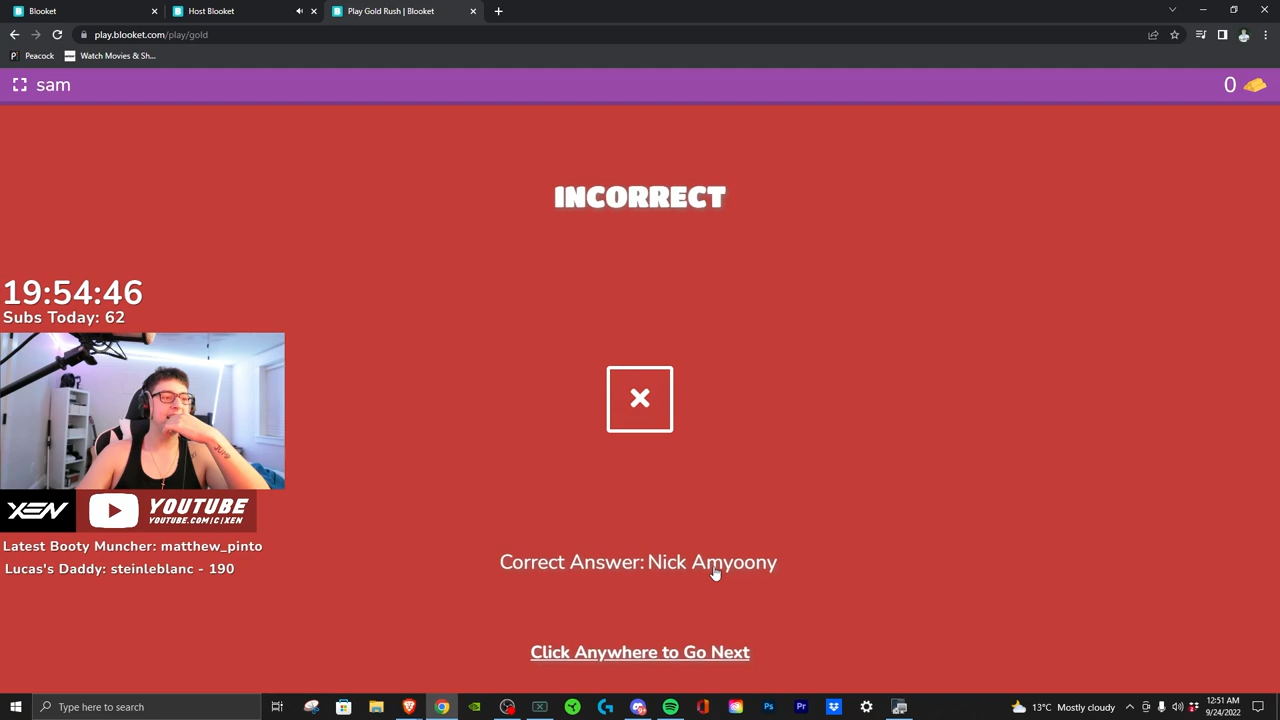 Blooket
Host Blooket
Play Gold Rush | Blooket
play.blooket.com/play/gold
Peacock
Watch Movies & Sh...
sam
0
INCORRECT
19:54:46
Subs Today: 62
XEN
YOUTUBE
YOUTUBE.COM/C/XEN
Latest Booty Muncher: matthew_pinto
Lucas's Daddy: steinleblanc - 190
Correct Answer: Nick Amyoony
Click Anywhere to Go Next
Type here to search
13°C Mostly cloudy
12:51 AM
9/24/2022